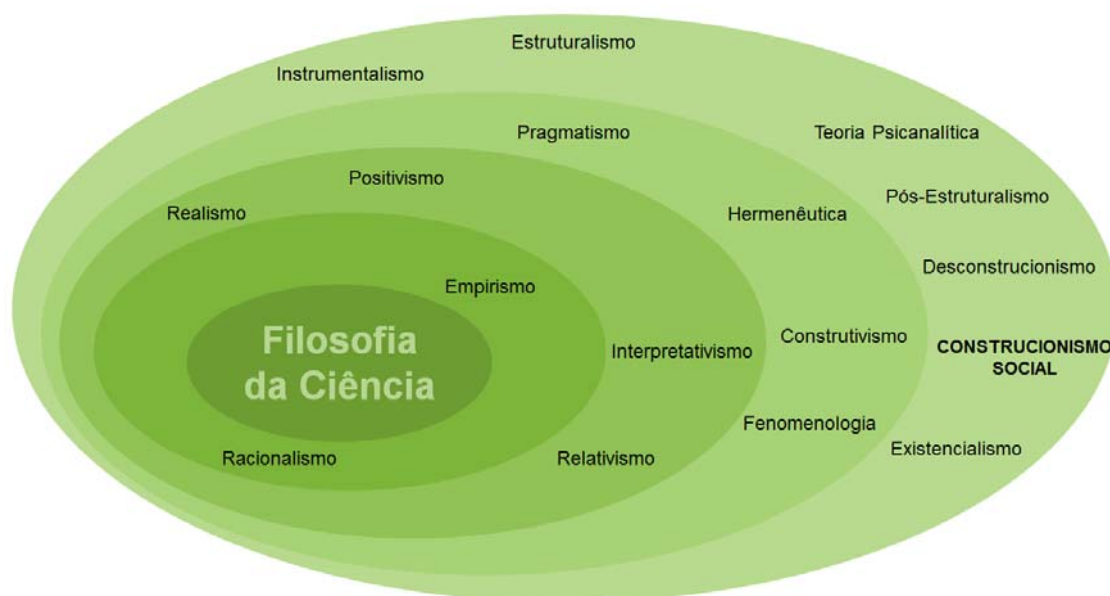 Estruturalismo
Instrumentalismo
Pragmatismo
Teoria Psicanalítica
Positivismo
Pós-Estruturalismo
Realismo
Hermenêutica
Desconstrucionismo
Empirismo
Filosofia
da Ciência
Interpretativismo
Construtivismo
CONSTRUCIONISMO
SOCIAL
Fenomenologia
Existencialismo
Racionalismo
Relativismo